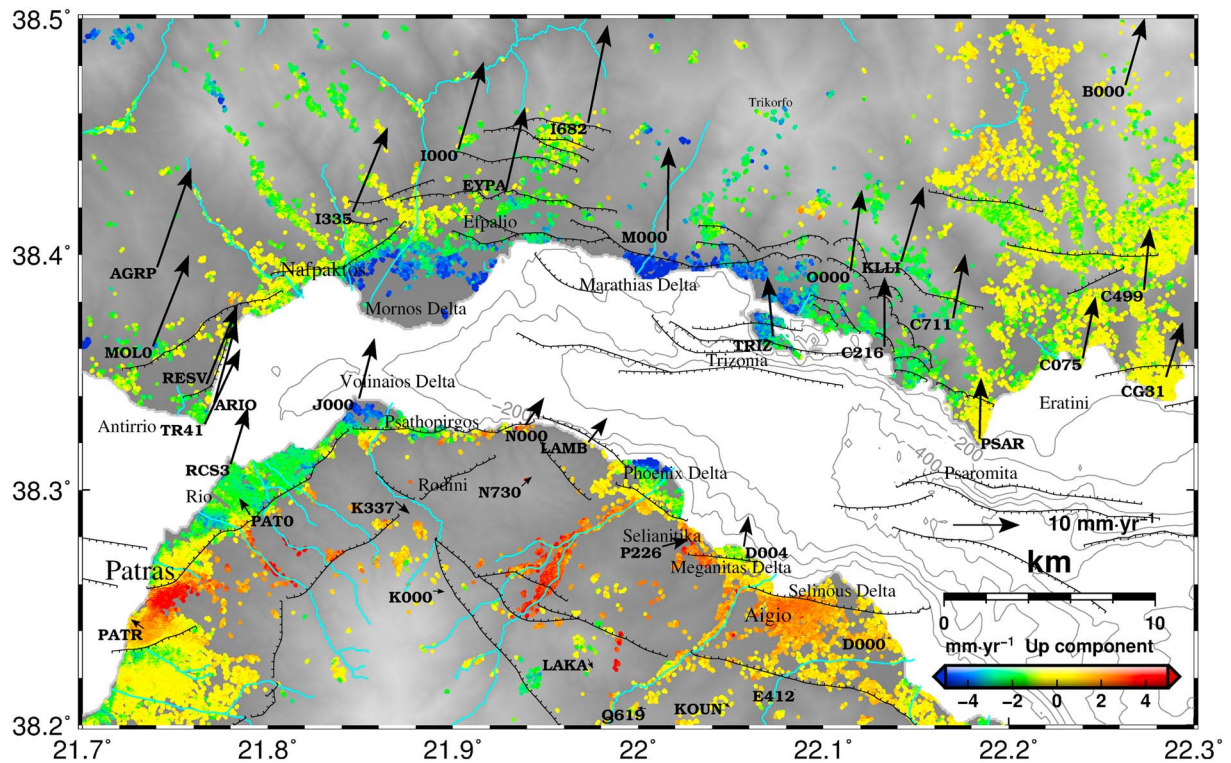 38.5°
Trikorfo
B000
I682
I000
EYPA
I335
Efpalio
M000
38.4°
AGRP
Nafpaktos
O000
KLLI
Marathias Delta
C499
Mornos Delta
C711
MOL0
TRIZ
C216
Trizonia
C075
RESV
Volinaios Delta
CG31
ARIO
J000
Eratini
-200
Antirrio
TR41
Psathopirgos
N000
LAMB
-200
PSAR
-400
RCS3
Phoenix Delta
Psaromita
38.3°
Rio
Rodini
N730
K337
PAT0
10 mm·yr⁻¹
Selianitika
P226
D004
Meganitas Delta
km
Patras
K000
Selinous Delta
0
10
Aigio
PATR
D000
mm·yr⁻¹ Up component
LAKA
E412
−4 −2 0 2 4
Q619
KOUN
38.2°
21.7° 21.8° 21.9° 22° 22.1° 22.2° 22.3°